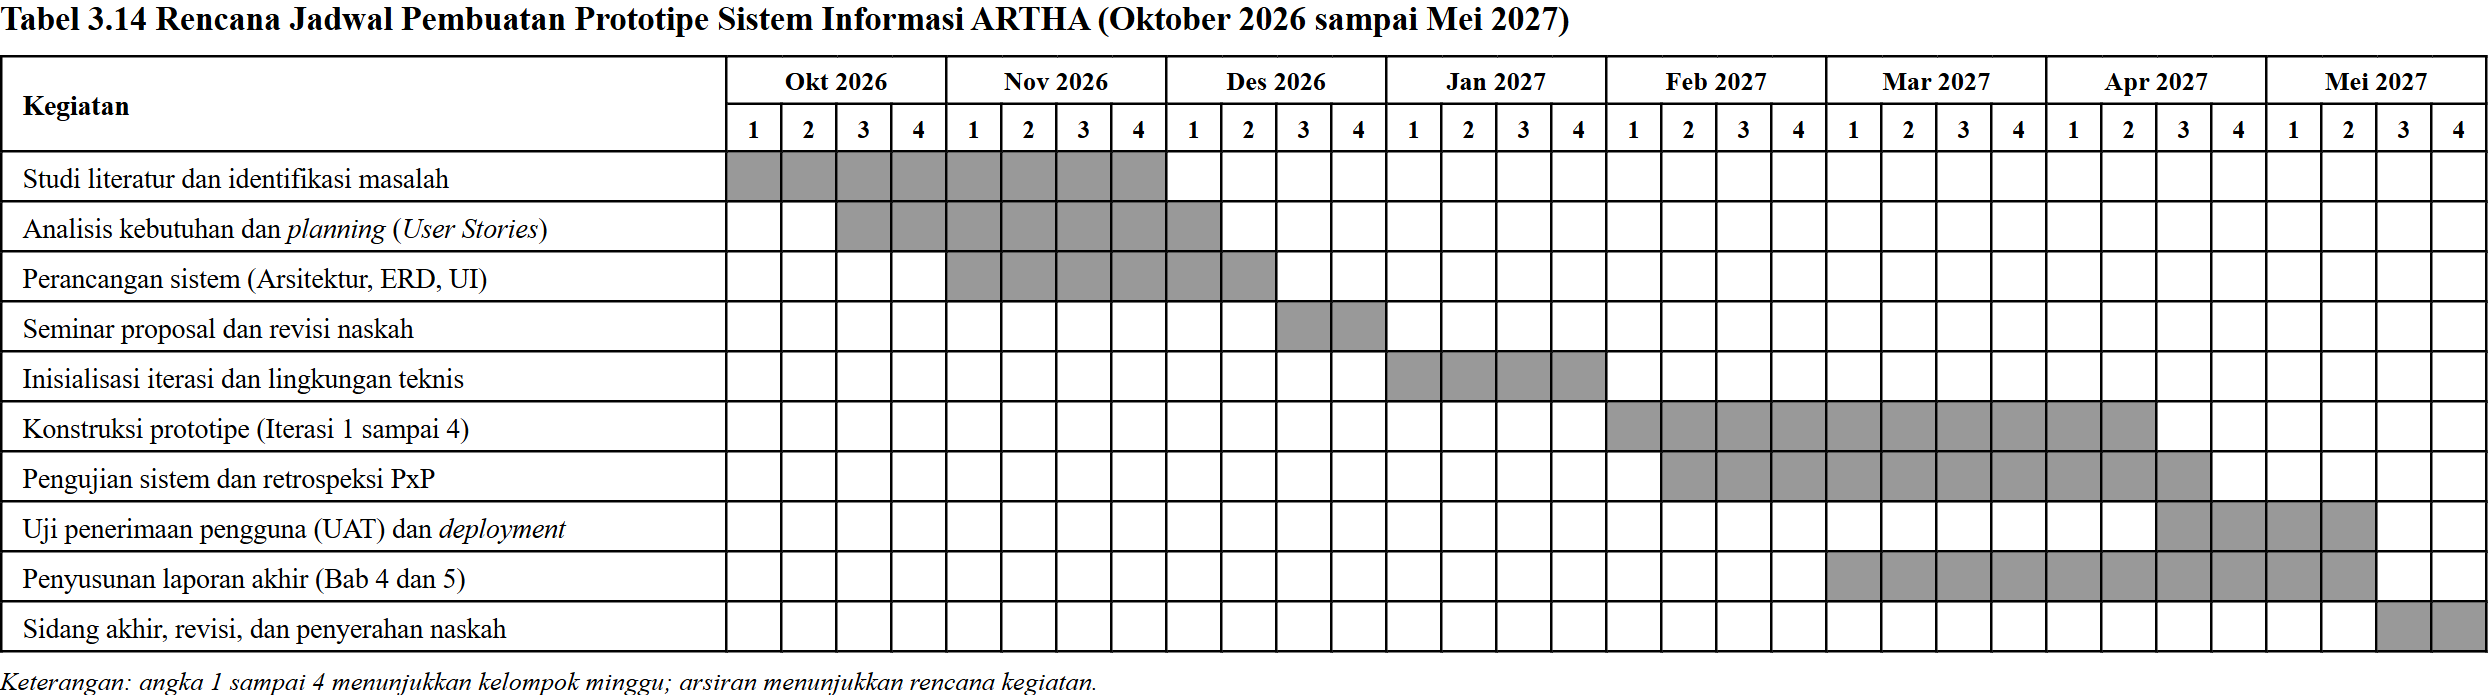 Tabel 3.14 Rencana Jadwal Pembuatan Prototipe Sistem Informasi ARTHA (Oktober 2026 sampai Mei 2027)
Kegiatan
Okt 2026 Nov 2026 Des 2026 Jan 2027 Feb 2027 Mar 2027 Apr 2027 Mei 2027
1 2 3 4 1 2 3 4 1 2 3 4 1 2 3 4 1 2 3 4 1 2 3 4 1 2 3 4 1 2 3 4
Studi literatur dan identifikasi masalah
Analisis kebutuhan dan planning (User Stories)
Perancangan sistem (Arsitektur, ERD, UI)
Seminar proposal dan revisi naskah
Inisialisasi iterasi dan lingkungan teknis
Konstruksi prototipe (Iterasi 1 sampai 4)
Pengujian sistem dan retrospeksi PxP
Uji penerimaan pengguna (UAT) dan deployment
Penyusunan laporan akhir (Bab 4 dan 5)
Sidang akhir, revisi, dan penyerahan naskah
Keterangan: angka 1 sampai 4 menunjukkan kelompok minggu; arsiran menunjukkan rencana kegiatan.